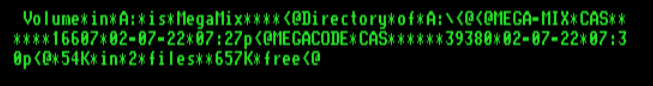 Volume*in*A:*is*MegaMix****<@Directory*of*A:\<@<@MEGA-MIX*CAS**
****16607*02-07-22*07:27p<@MEGACODE*CAS******39380*02-07-22*07:3
0p<@*54K*in*2*files**657K*free<@